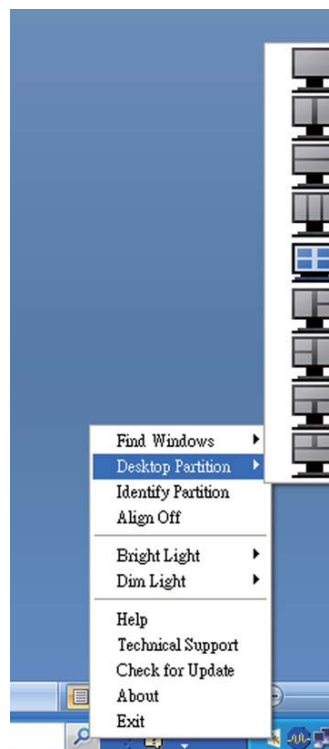 Find Windows
Desktop Partition
Identify Partition
Align Off
Bright Light
Dim Light
Help
Technical Support
Check for Update
About
Exit